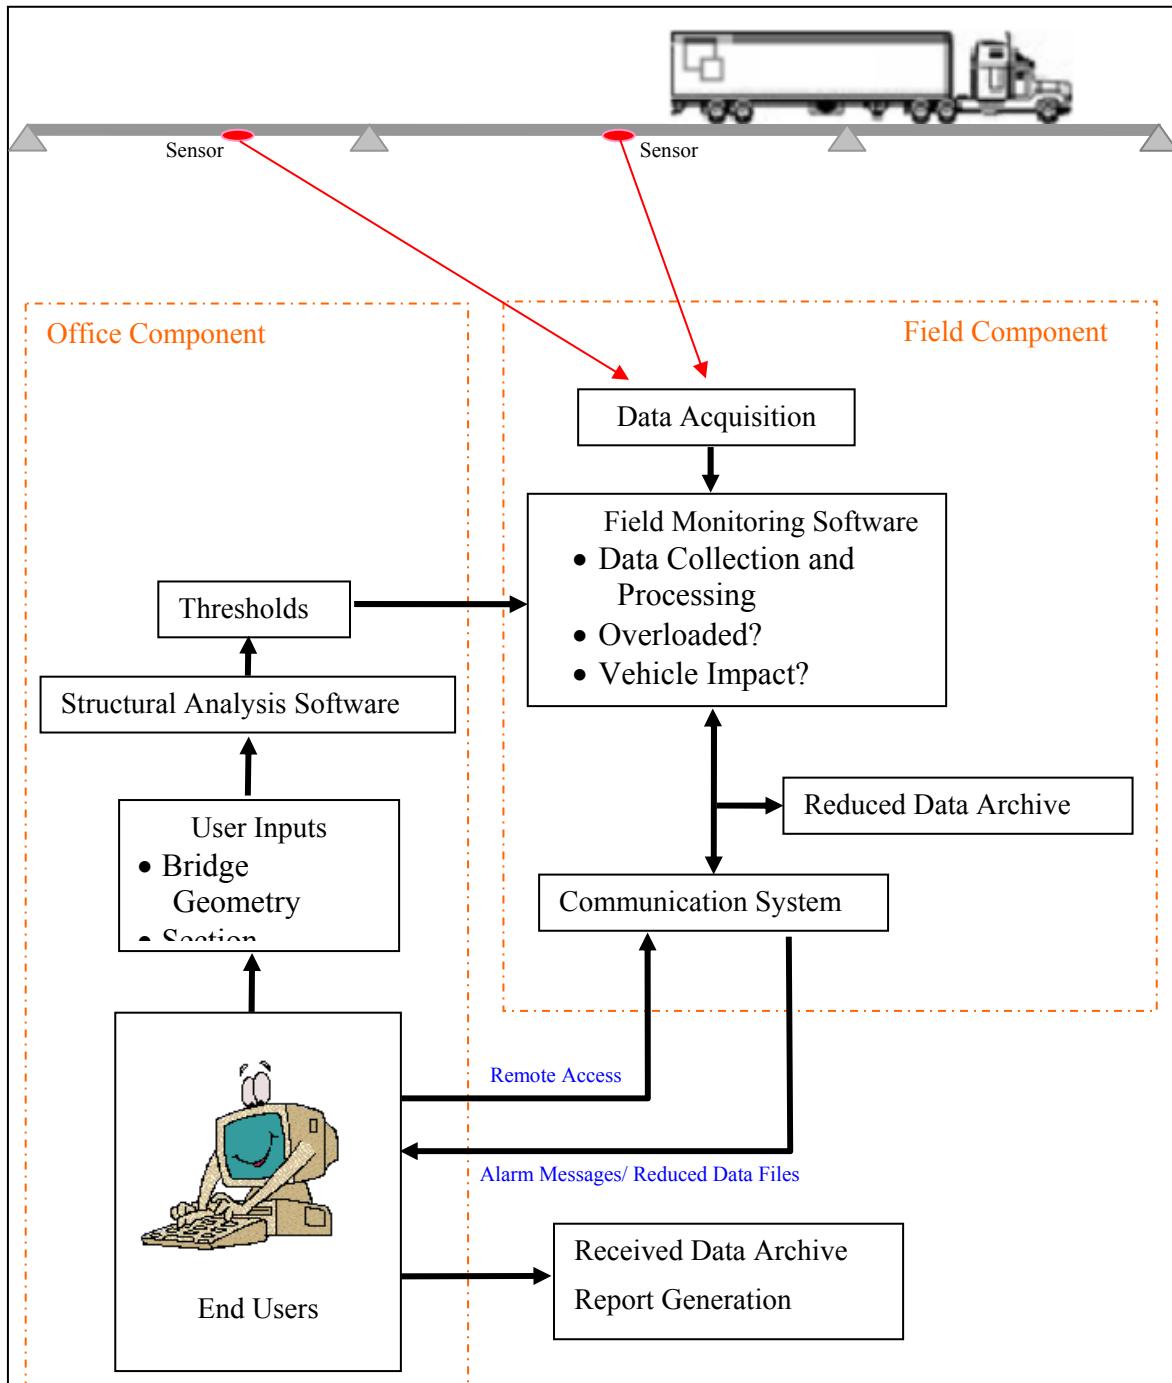 Sensor
Sensor
Office Component
Field Component
Data Acquisition
Field Monitoring Software
• Data Collection and
Processing
• Overloaded?
• Vehicle Impact?
Thresholds
Structural Analysis Software
Reduced Data Archive
User Inputs
• Bridge
Geometry
• Section
Communication System
Remote Access
Alarm Messages/ Reduced Data Files
Received Data Archive
Report Generation
End Users